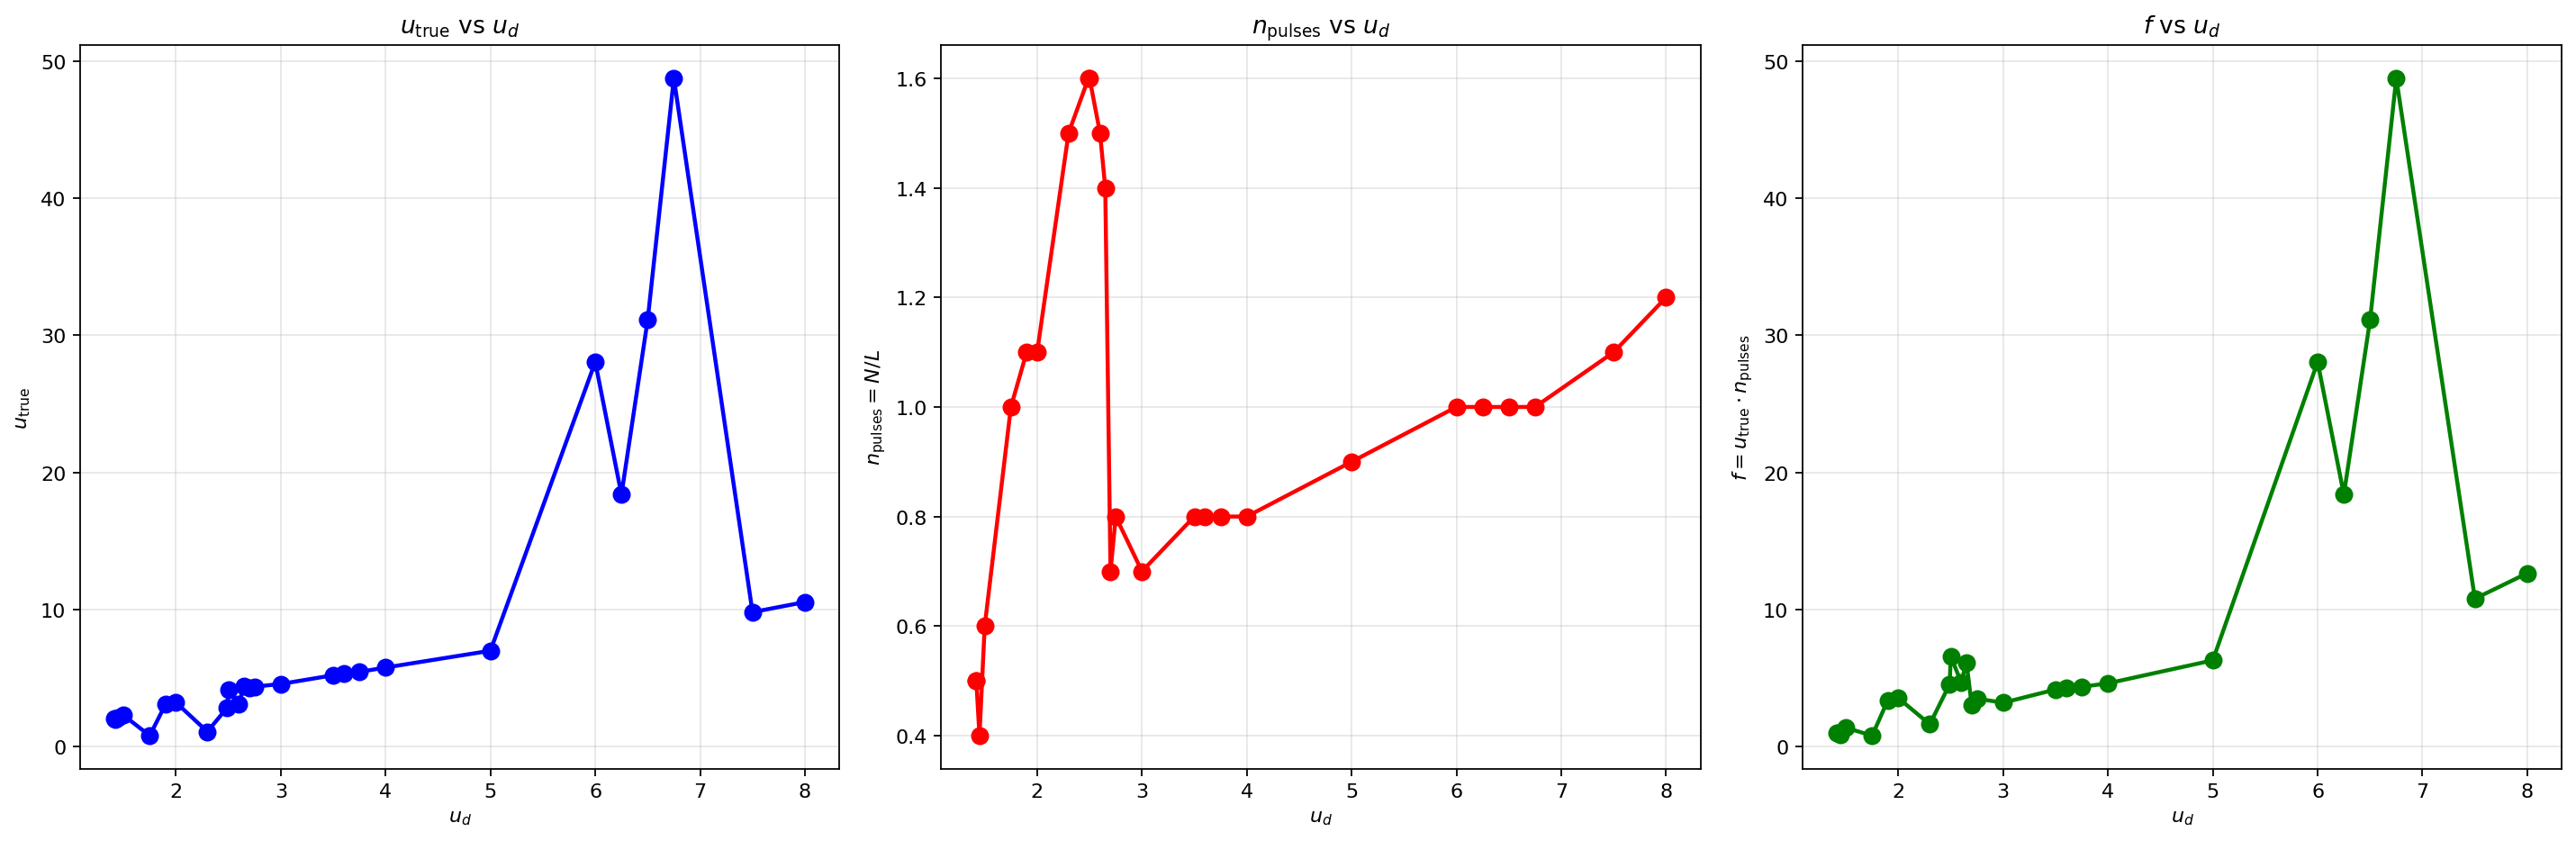 u_true vs u_d
u_true
50
40
30
20
10
0
2 3 4 5 6 7 8
u_d
n_pulses vs u_d
n_pulses = N/L
1.6
1.4
1.2
1.0
0.8
0.6
0.4
2 3 4 5 6 7 8
u_d
f vs u_d
f = u_true · n_pulses
50
40
30
20
10
0
2 3 4 5 6 7 8
u_d